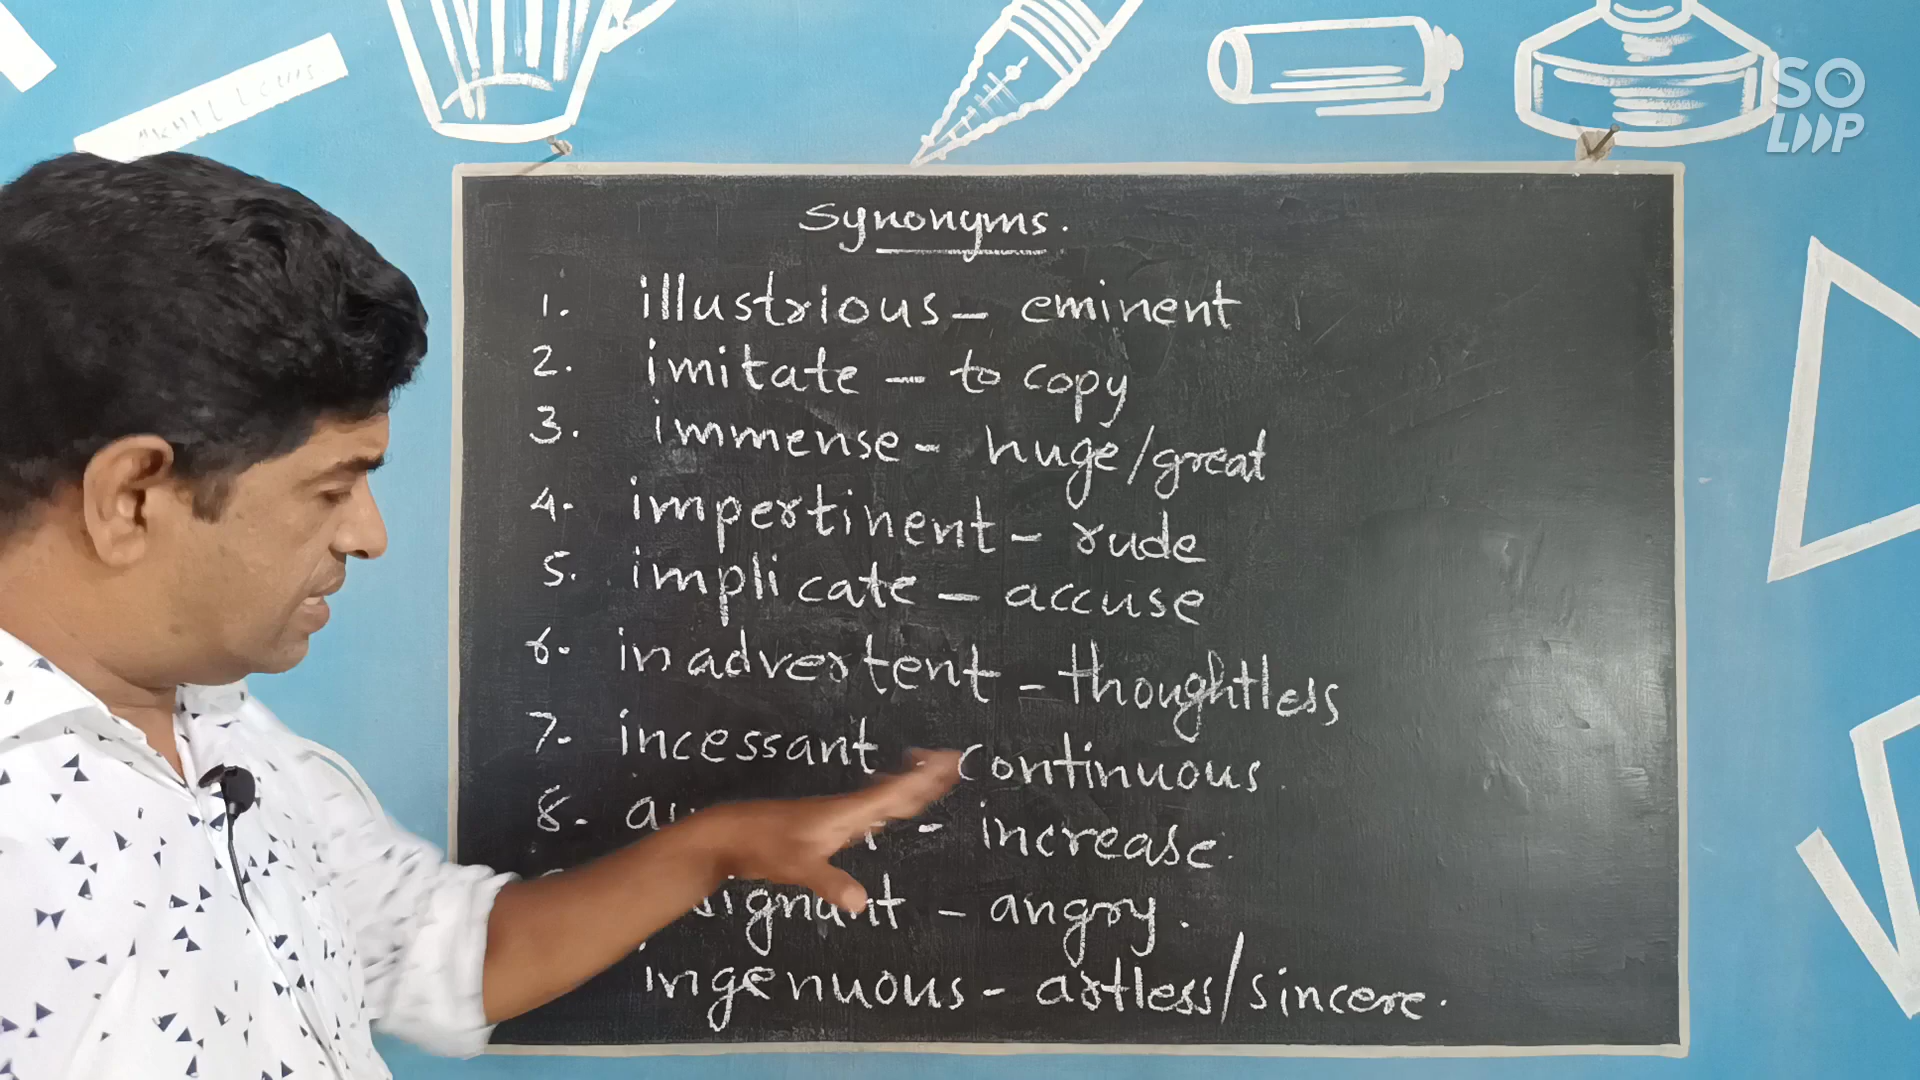 SO
LOOP
Synonyms.
1. illustrious – eminent
2. imitate – to copy
3. immense – huge/great
4. impertinent – rude
5. implicate – accuse
6. inadvertent – thoughtless
7. incessant - continuous.
8. - increase.
- angry.
ingenuous - artless/sincere.